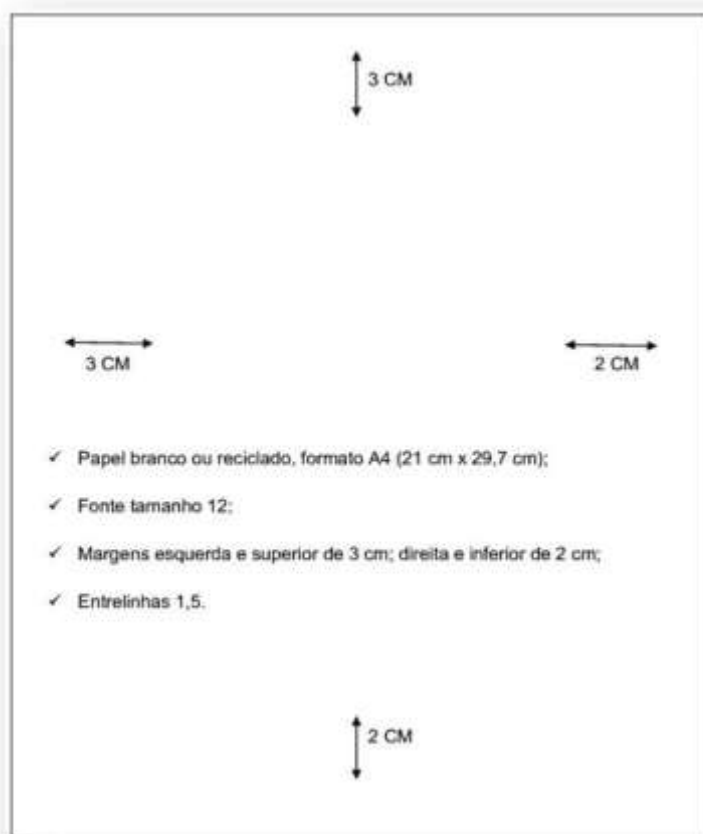 3 CM
3 CM
2 CM
✓ Papel branco ou reciclado, formato A4 (21 cm x 29,7 cm);
✓ Fonte tamanho 12;
✓ Margens esquerda e superior de 3 cm; direita e inferior de 2 cm;
✓ Entrelinhas 1,5.
2 CM